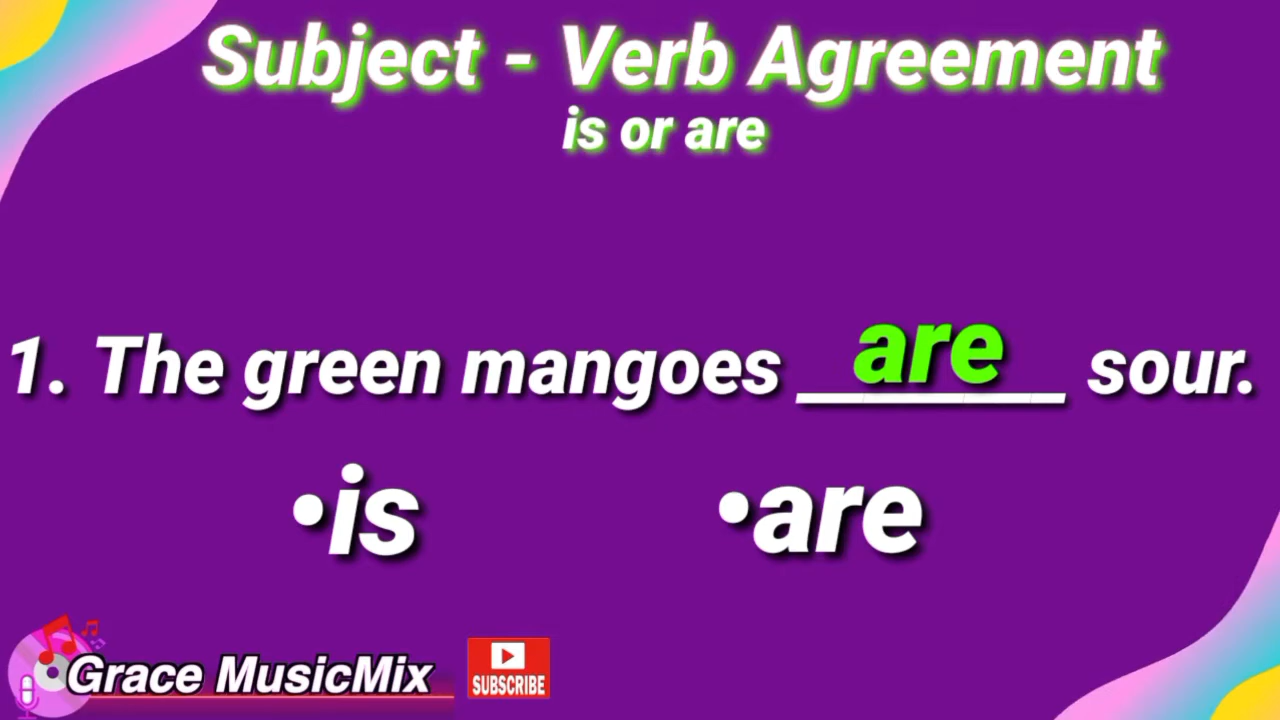 Subject - Verb Agreement
is or are
1. The green mangoes are sour.
•is •are
Grace MusicMix
SUBSCRIBE